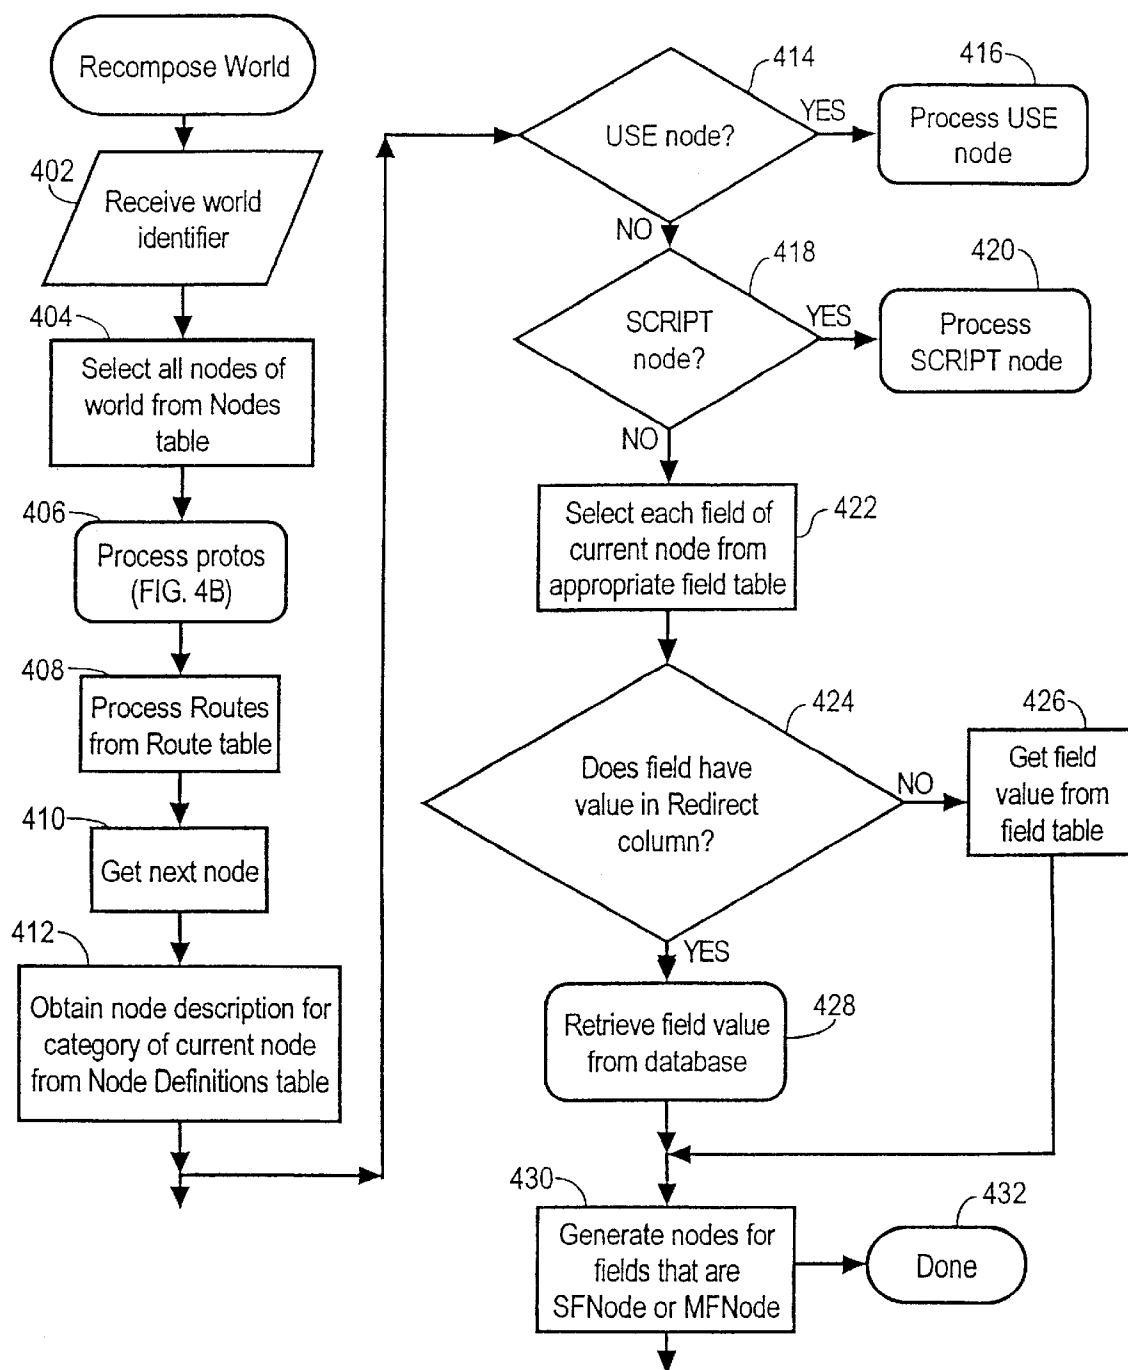 Recompose World
402
Receive world
identifier
404
Select all nodes of
world from Nodes
table
406
Process protos
(FIG. 4B)
408
Process Routes
from Route table
410
Get next node
412
Obtain node description for
category of current node
from Node Definitions table
414
USE node?
YES
416
Process USE
node
NO
418
SCRIPT
node?
YES
420
Process
SCRIPT node
NO
422
Select each field of
current node from
appropriate field table
424
Does field have
value in Redirect
column?
NO
426
Get field
value from
field table
YES
428
Retrieve field value
from database
430
Generate nodes for
fields that are
SFNode or MFNode
432
Done